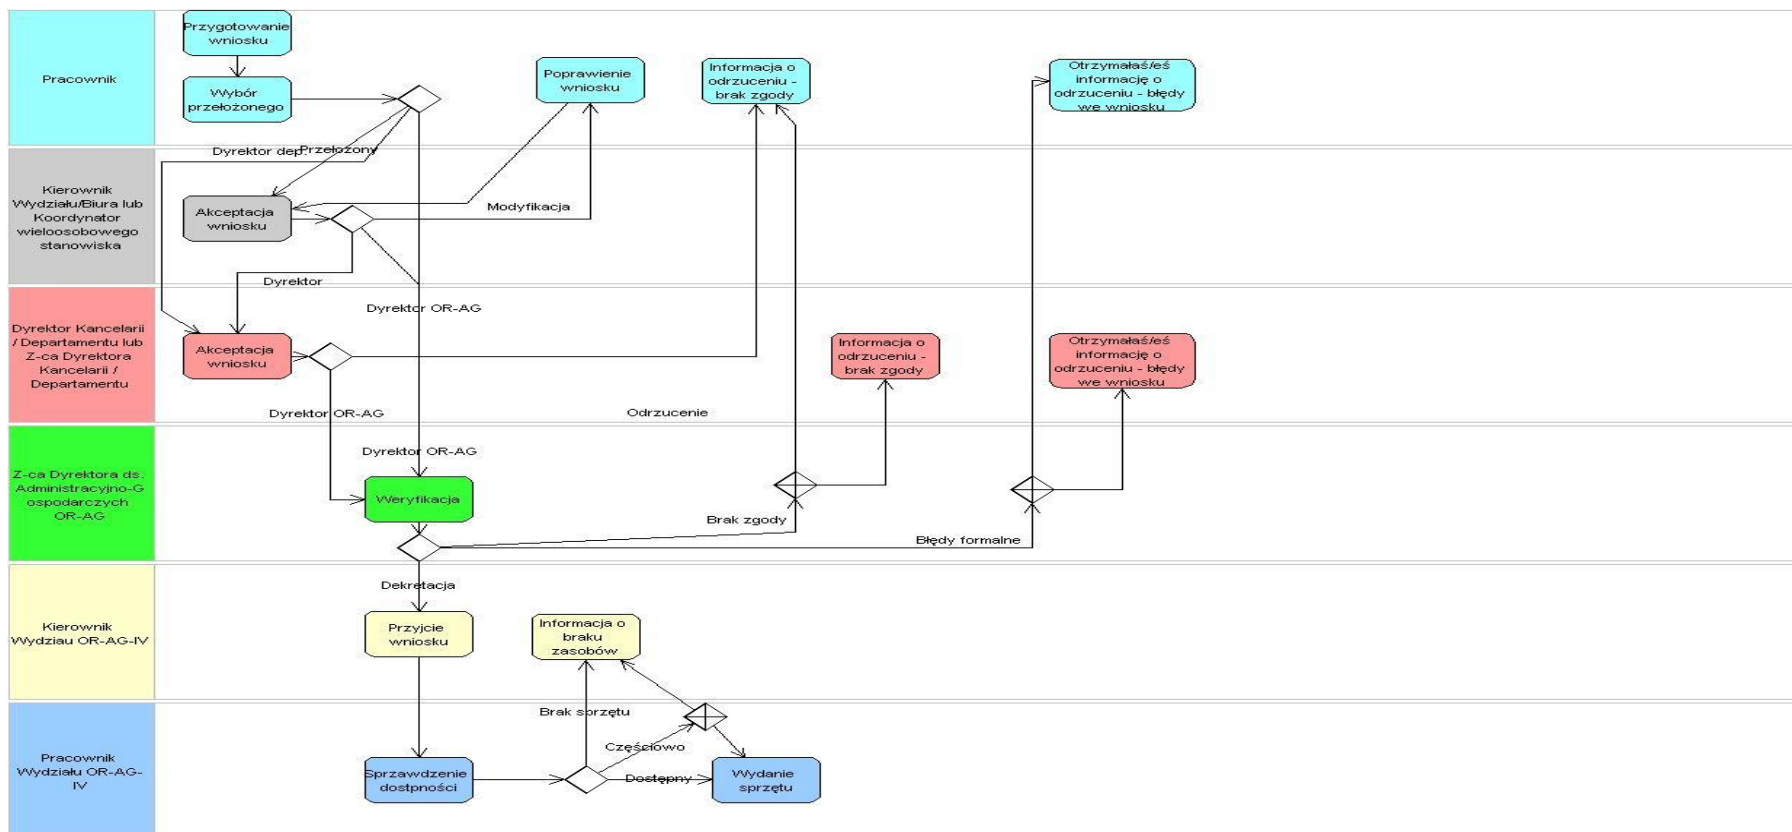 Przygotowanie
wniosku
Pracownik
Wybór
przełożonego
Poprawienie
wniosku
Informacja o
odrzuceniu -
brak zgody
Otrzymałaś/eś
informację o
odrzuceniu - błędy
we wniosku
Dyrektor dep.
Przełożony
Kierownik
Wydziału/Biura lub
Koordynator
wieloosobowego
stanowiska
Akceptacja
wniosku
Modyfikacja
Dyrektor
Dyrektor OR-AG
Dyrektor Kancelarii
/ Departamentu lub
Z-ca Dyrektora
Kancelarii /
Departamentu
Akceptacja
wniosku
Informacja o
odrzuceniu -
brak zgody
Otrzymałaś/eś
informację o
odrzuceniu - błędy
we wniosku
Dyrektor OR-AG
Odrzucenie
Dyrektor OR-AG
Z-ca Dyrektora ds.
Administracyjno-G
ospodarczych
OR-AG
Weryfikacja
Brak zgody
Błędy formalne
Dekretacja
Kierownik
Wydziau OR-AG-IV
Przyjcie
wniosku
Informacja o
braku
zasobów
Brak sprzętu
Częściowo
Pracownik
Wydziału OR-AG-
IV
Sprzawdzenie
dostpności
Dostępny
Wydanie
sprzętu